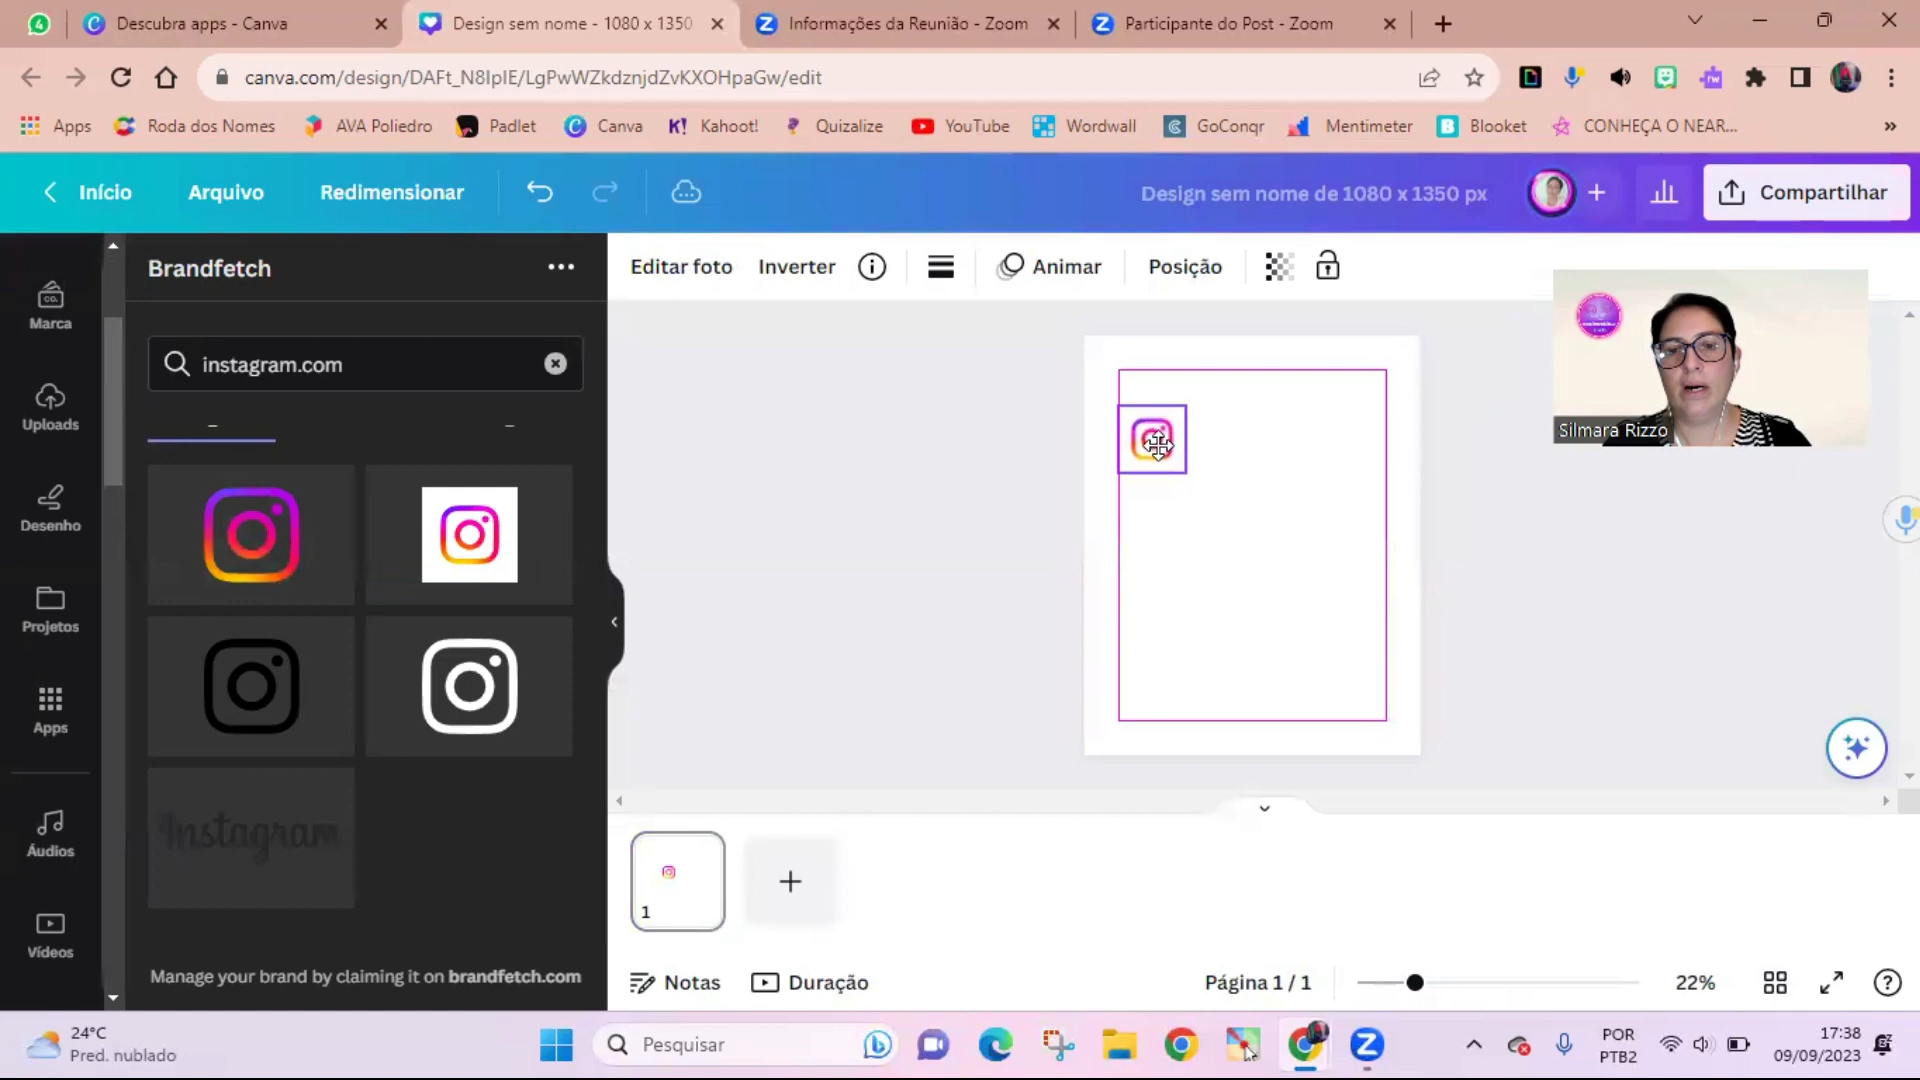 4
Descubra apps - Canva
Design sem nome - 1080 x 1350
Informações da Reunião - Zoom
Participante do Post - Zoom
canva.com/design/DAFt_N8IpIE/LgPwWZkdznjdZvKXOHpaGw/edit
Apps
Roda dos Nomes
AVA Poliedro
Padlet
Canva
Kahoot!
Quizalize
YouTube
Wordwall
GoConqr
Mentimeter
Blooket
CONHEÇA O NEAR...
Início
Arquivo
Redimensionar
Design sem nome de 1080 x 1350 px
Compartilhar
Marca
Uploads
Desenho
Projetos
Apps
Áudios
Vídeos
Brandfetch
instagram.com
Instagram
Manage your brand by claiming it on brandfetch.com
Editar foto
Inverter
Animar
Posição
Silmara Rizzo
1
Notas
Duração
Página 1 / 1
22%
24°C
Pred. nublado
Pesquisar
POR
PTB2
17:38
09/09/2023